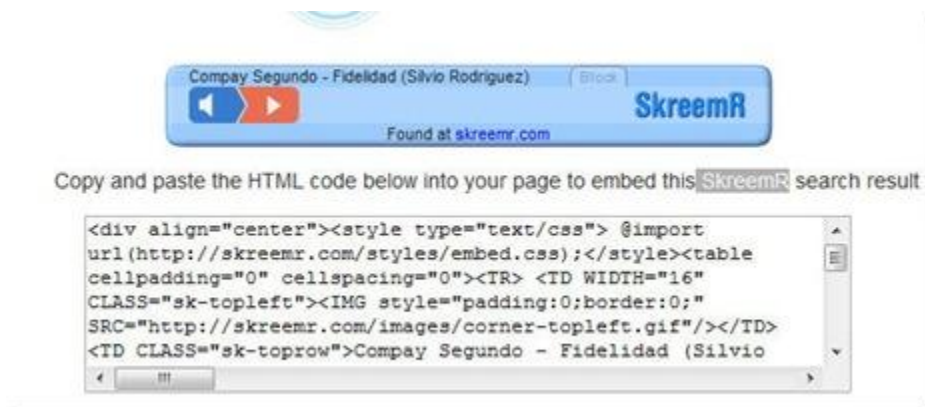 Compay Segundo - Fidelidad (Silvio Rodriguez)
Block
SkreemR
Found at skreemr.com
Copy and paste the HTML code below into your page to embed this SkreemR search result
<div align="center"><style type="text/css"> @import
url(http://skreemr.com/styles/embed.css);</style><table
cellpadding="0" cellspacing="0"><TR> <TD WIDTH="16"
CLASS="sk-topleft"><IMG style="padding:0;border:0;"
SRC="http://skreemr.com/images/corner-topleft.gif"/></TD>
<TD CLASS="sk-toprow">Compay Segundo - Fidelidad (Silvio